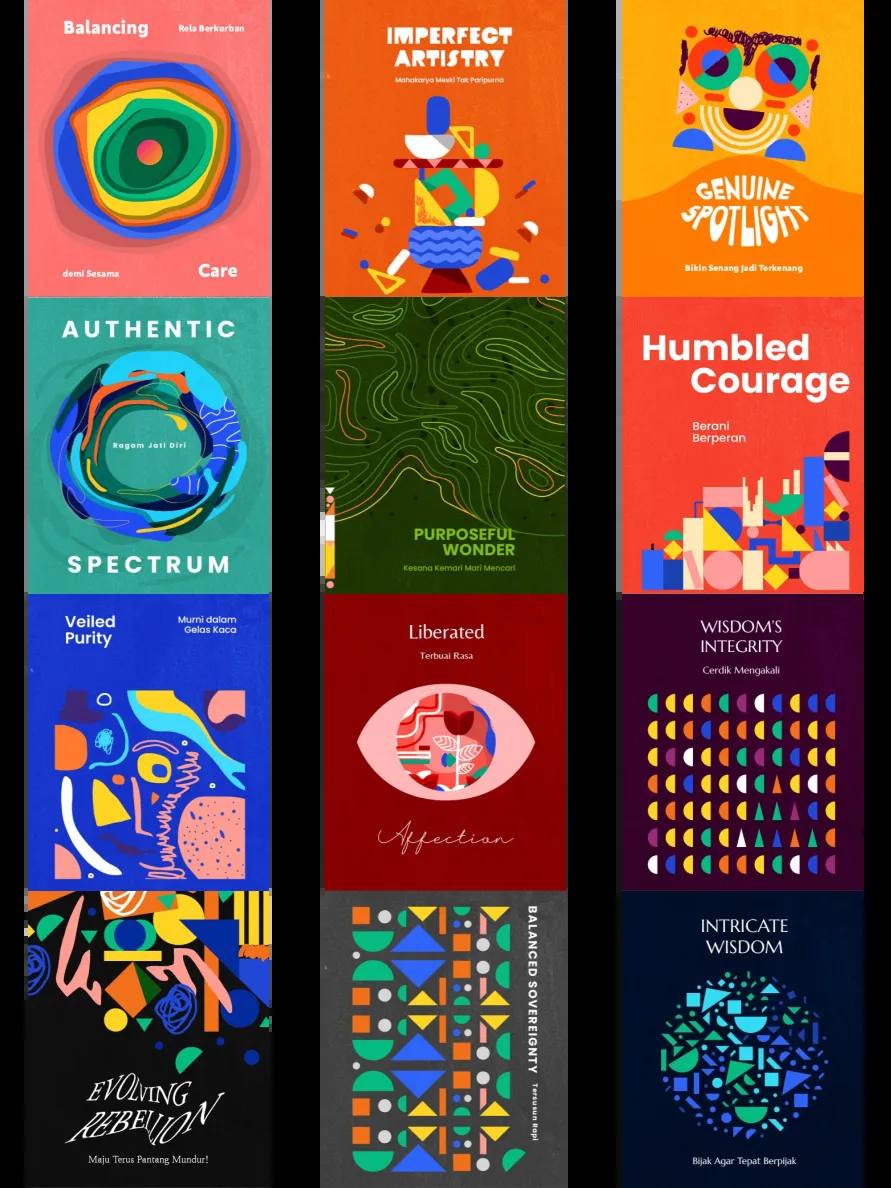 Balancing
Rela Berkorban
demi Sesama
Care
IMPERFECT
ARTISTRY
Mahakarya Meski Tak Paripurna
GENUINE
SPOTLIGHT
Bikin Senang Jadi Terkenang
AUTHENTIC
Ragam Jati Diri
SPECTRUM
PURPOSEFUL
WONDER
Kesana Kemari Mari Mencari
Humbled
Courage
Berani
Berperan
Veiled
Purity
Murni dalam
Gelas Kaca
Liberated
Terbuai Rasa
Affection
WISDOM'S
INTEGRITY
Cerdik Mengakali
EVOLVING
REBELLION
Maju Terus Pantang Mundur!
BALANCED SOVEREIGNTY
Tersusun Rapi
INTRICATE
WISDOM
Bijak Agar Tepat Berpijak